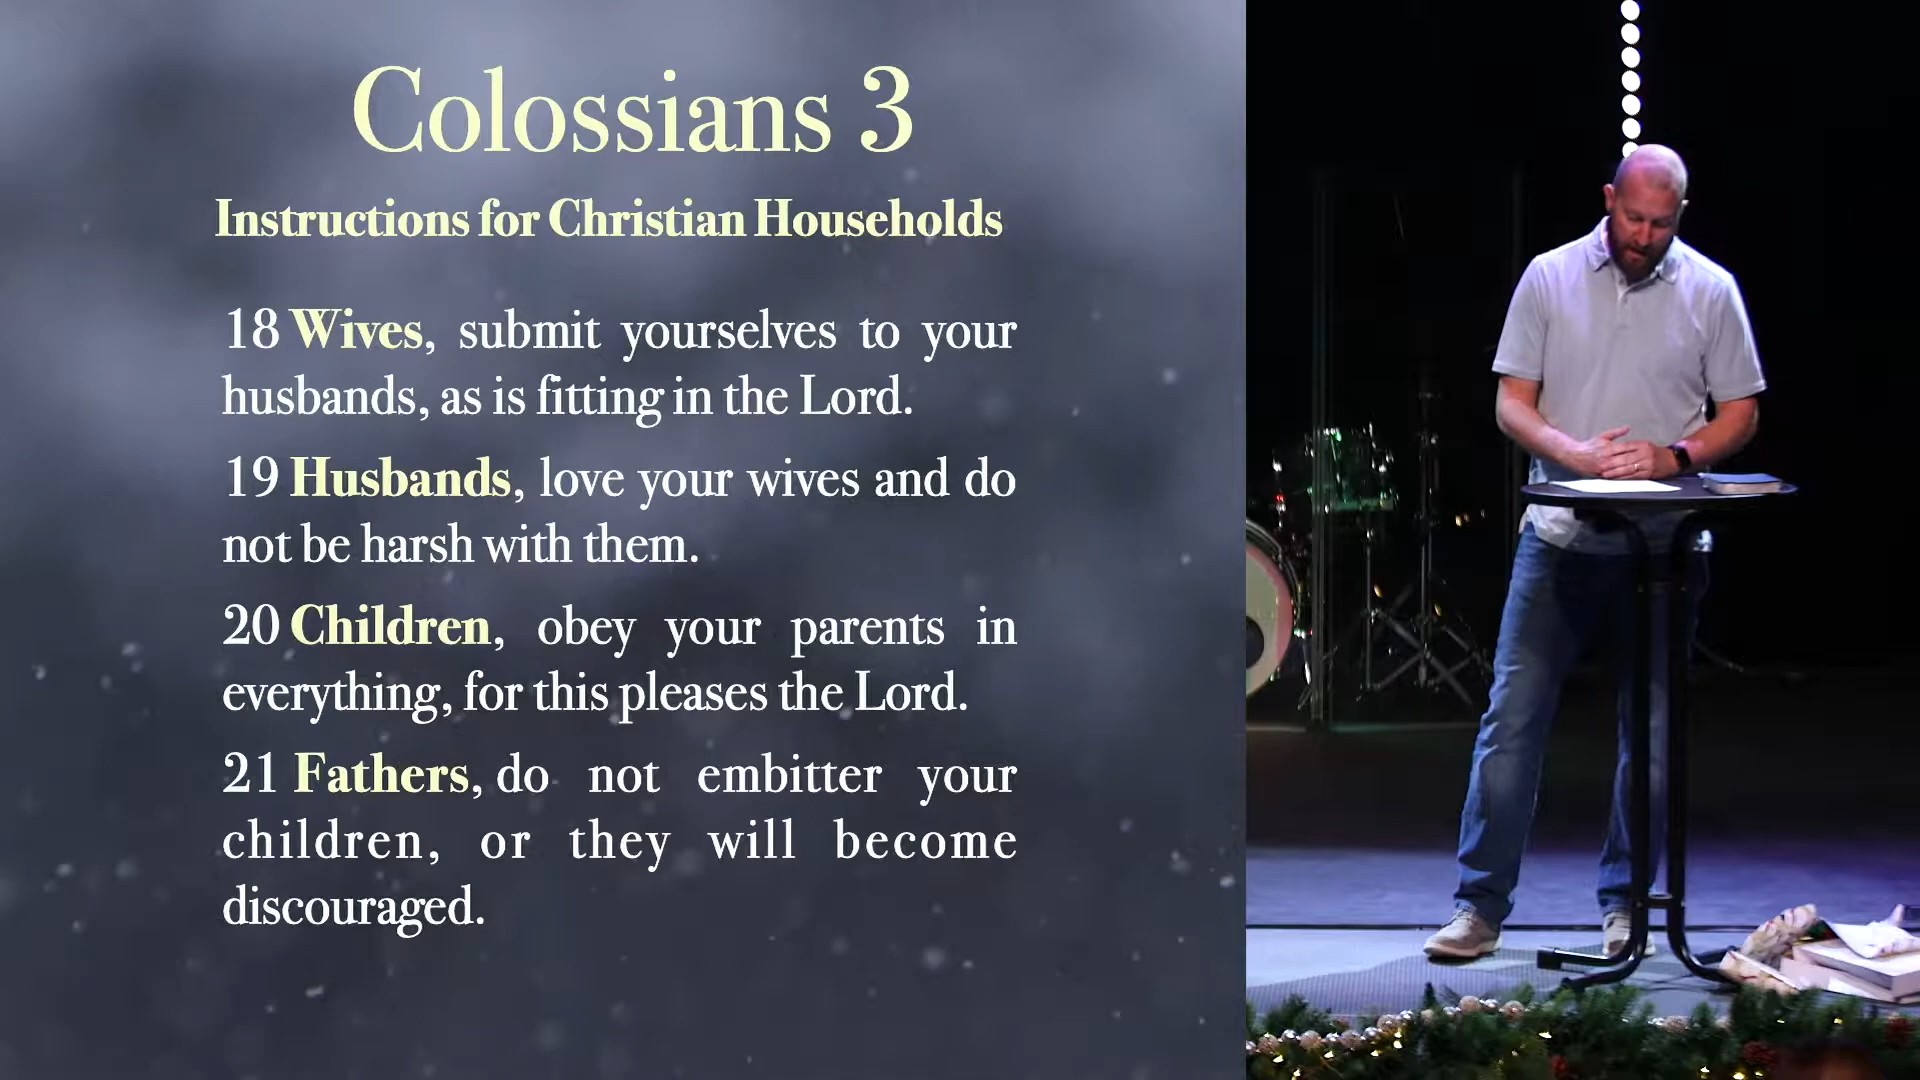 Colossians 3
Instructions for Christian Households
18 Wives, submit yourselves to your
husbands, as is fitting in the Lord.
19 Husbands, love your wives and do
not be harsh with them.
20 Children, obey your parents in
everything, for this pleases the Lord.
21 Fathers, do not embitter your
children, or they will become
discouraged.